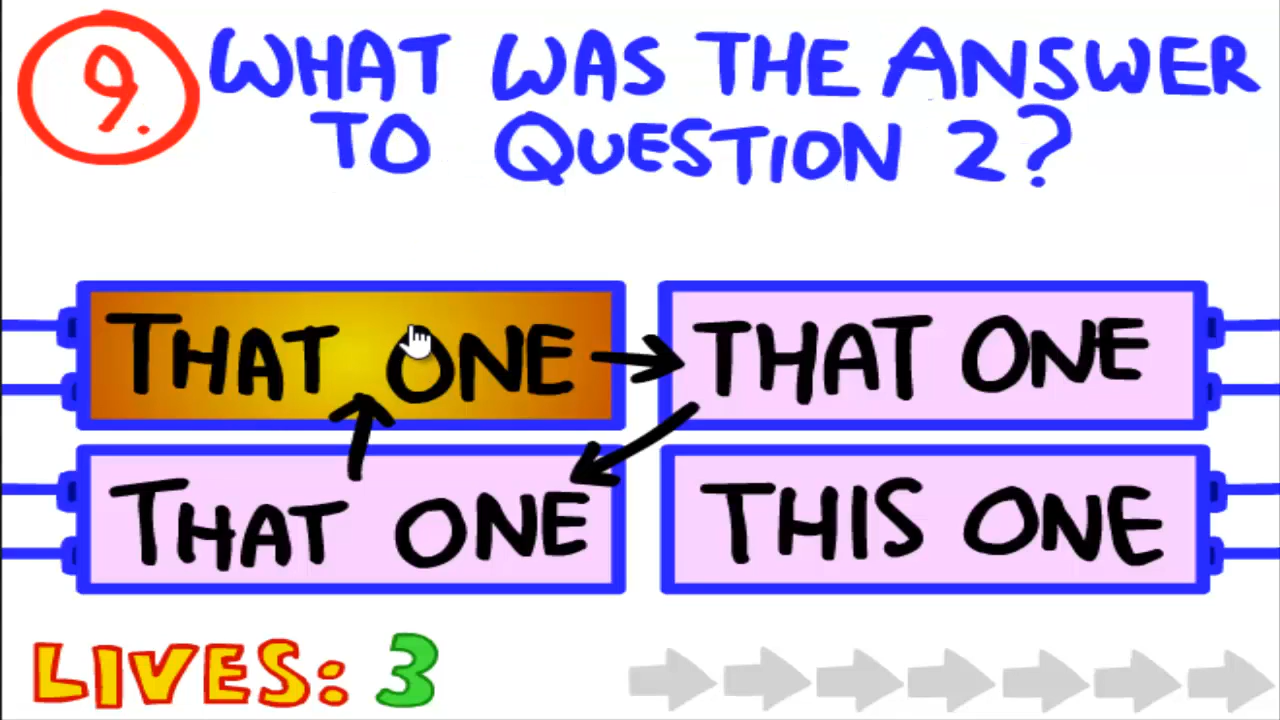 9. WHAT WAS THE ANSWER
TO QUESTION 2?
THAT ONE
THAT ONE
THAT ONE
THIS ONE
LIVES: 3